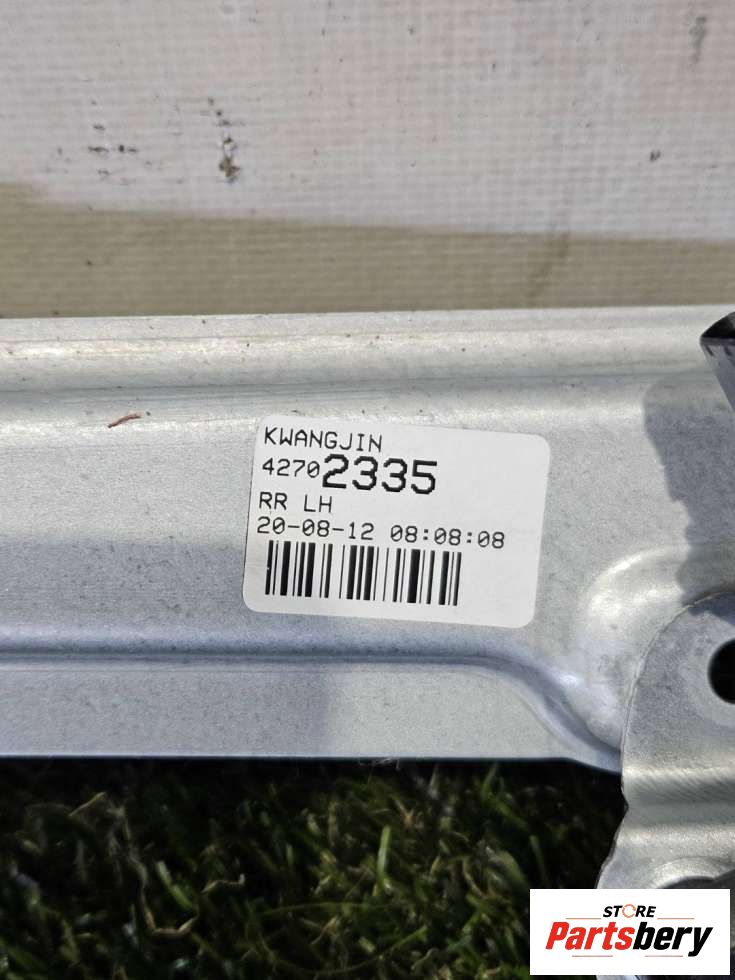 KWANGJIN
42702335
RR LH
20-08-12 08:08:08
STORE
Partsbery